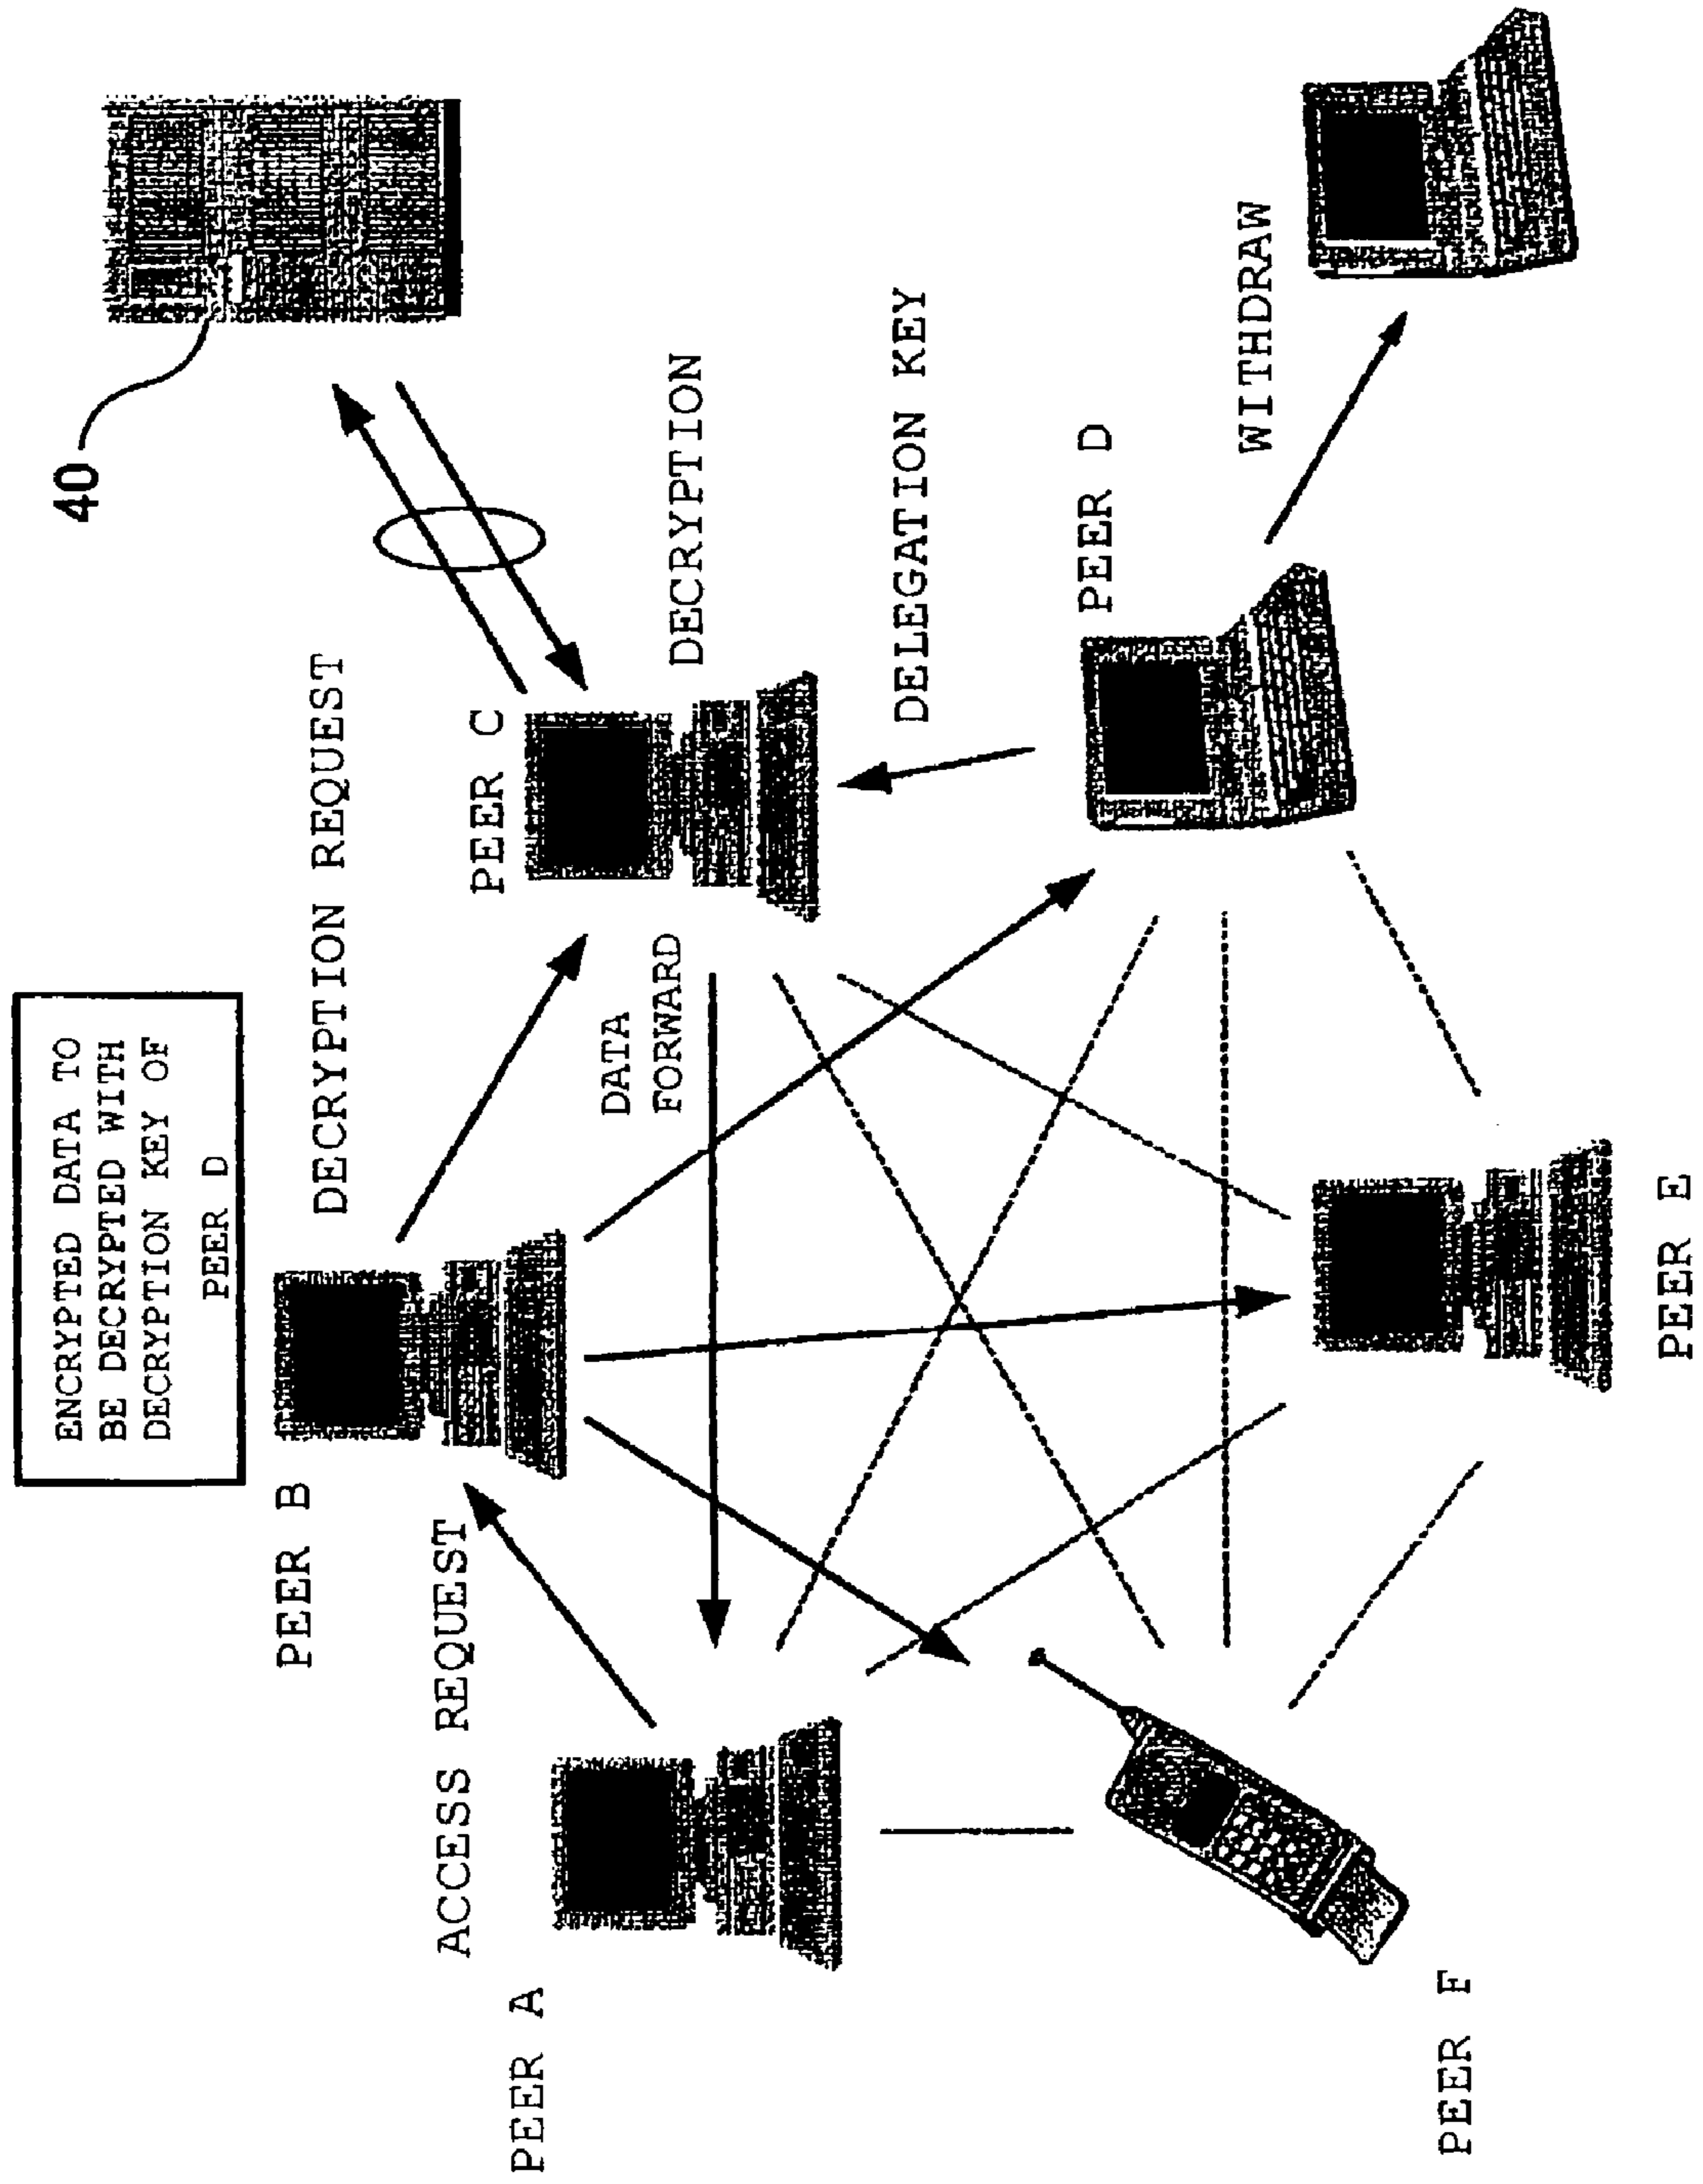 ENCRYPTED DATA TO
BE DECRYPTED WITH
DECRYPTION KEY OF
PEER D
40
PEER B
DECRYPTION REQUEST
ACCESS REQUEST
PEER C
PEER A
DATA
FORWARD
DECRYPTION
DELEGATION KEY
PEER D
WITHDRAW
PEER F
PEER E